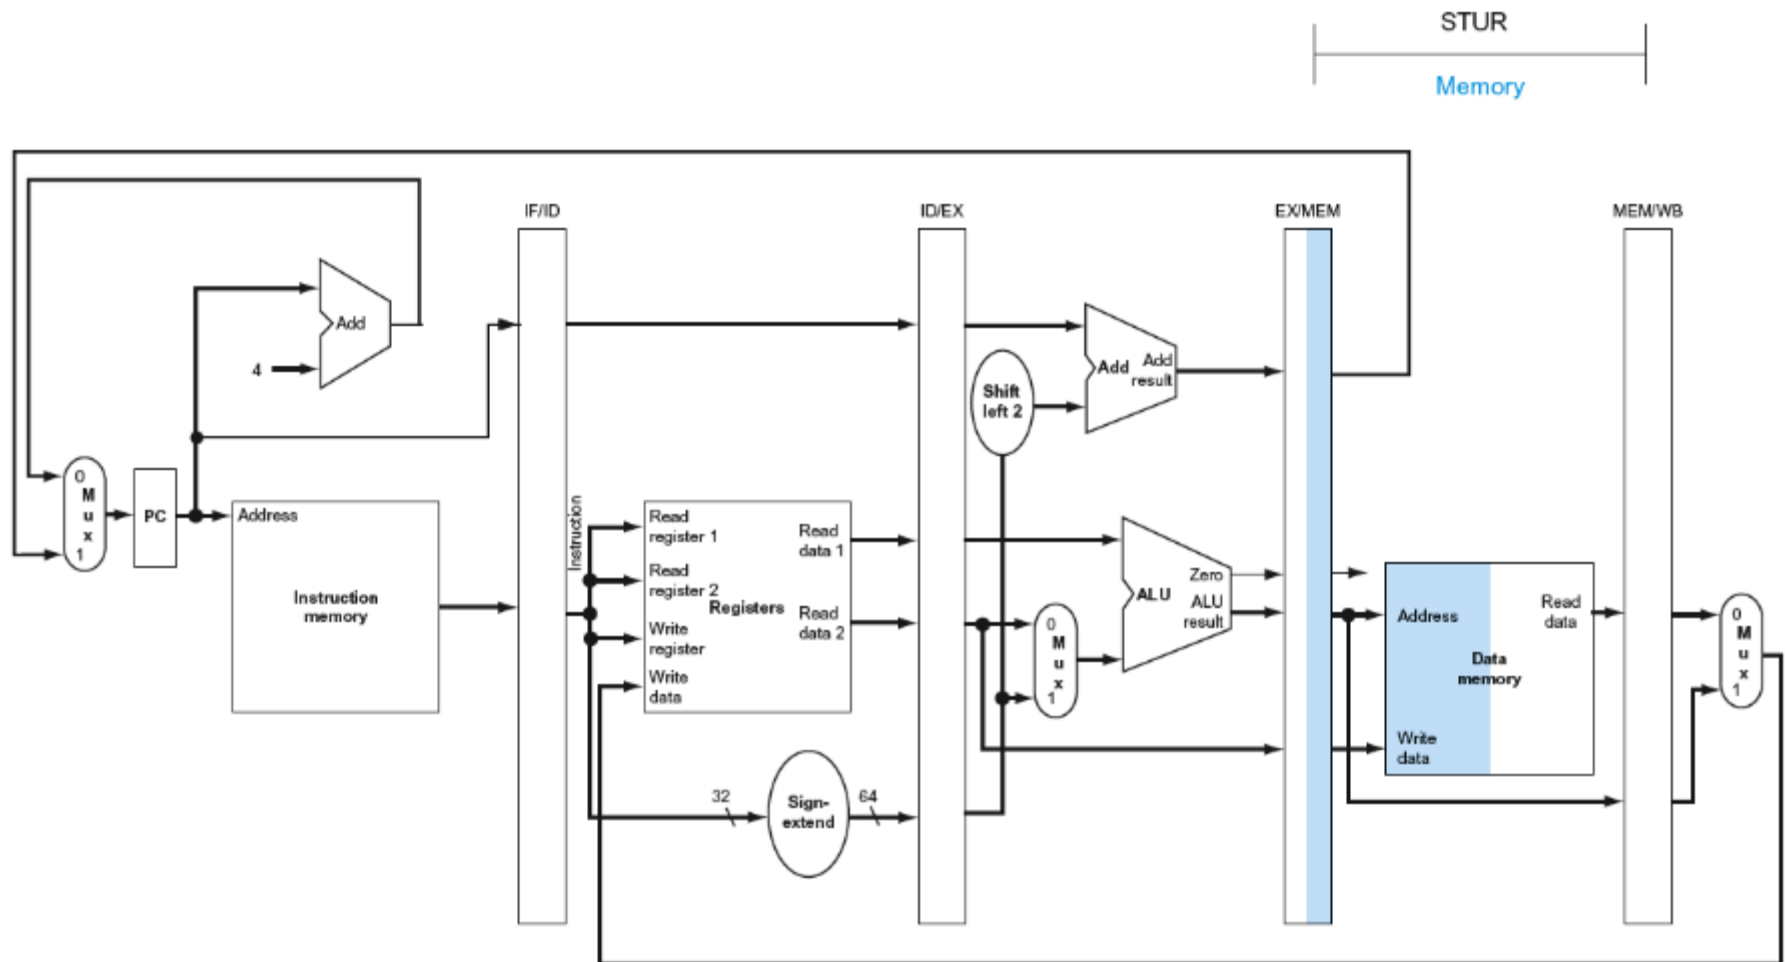 STUR
Memory
IF/ID
ID/EX
EX/MEM
MEM/WB
Add
4
Shift
left 2
Add
Add
result
0
M
u
x
1
PC
Address
Instruction
memory
Instruction
Read
register 1
Read
register 2
Write
register
Write
data
Registers
Read
data 1
Read
data 2
0
M
u
x
1
ALU
Zero
ALU
result
Address
Read
data
Data
memory
Write
data
0
M
u
x
1
32
Sign-
extend
64